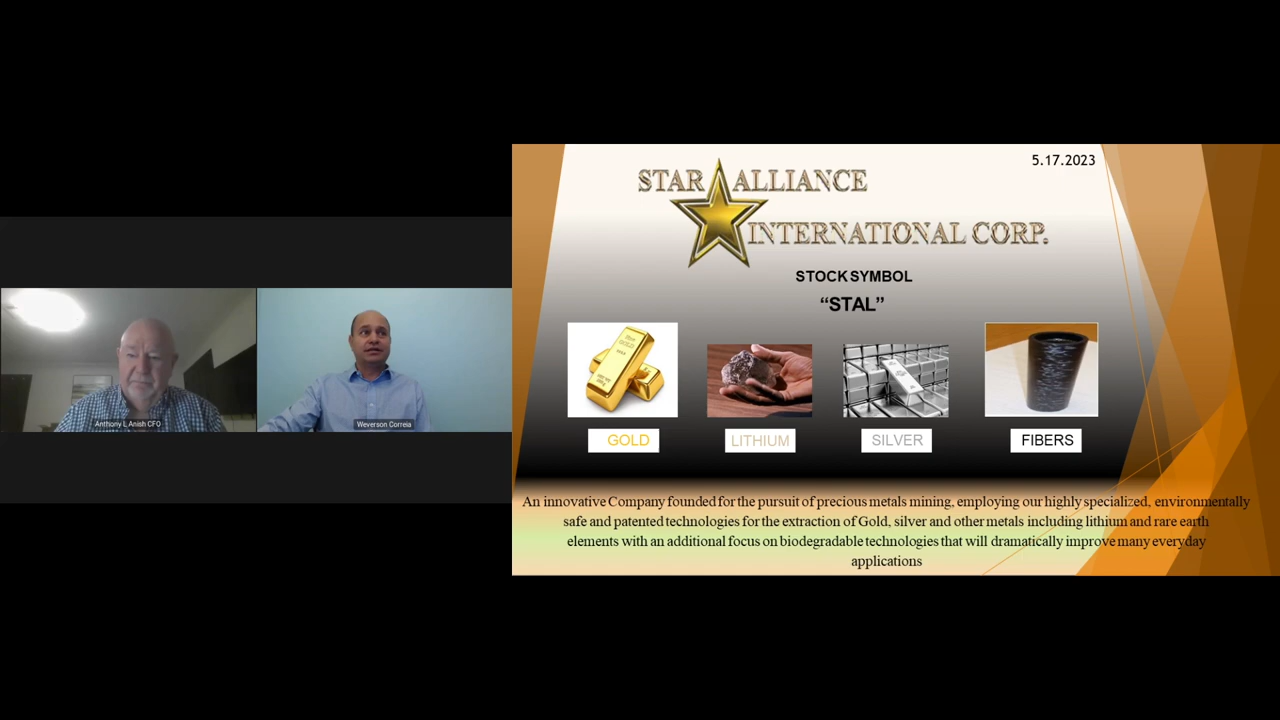 5.17.2023
STAR ALLIANCE
INTERNATIONAL CORP.
STOCK SYMBOL
“STAL”
GOLD
LITHIUM
SILVER
FIBERS
An innovative Company founded for the pursuit of precious metals mining, employing our highly specialized, environmentally
safe and patented technologies for the extraction of Gold, silver and other metals including lithium and rare earth
elements with an additional focus on biodegradable technologies that will dramatically improve many everyday
applications
Anthony L Anish CFO
Weverson Correia